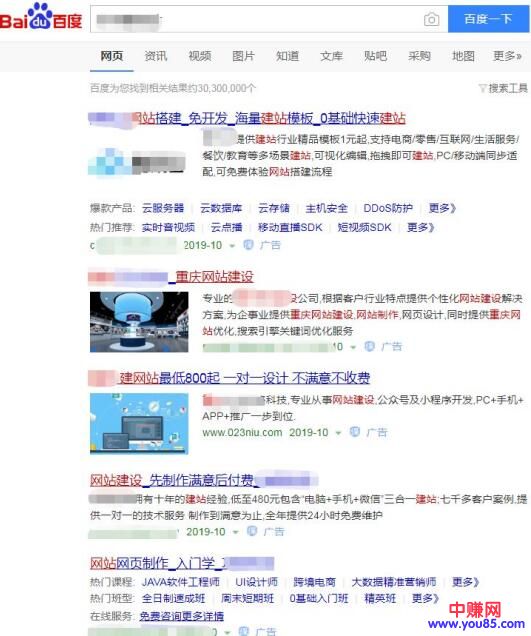 Bai du 百度
百度一下
网页 资讯 视频 图片 知道 文库 贴吧 采购 地图 更多»
百度为您找到相关结果约30,300,000个 搜索工具
网站搭建_免开发_海量建站模板_0基础快速建站
提供建站行业精品模板1元起,支持电商/零售/互联网/生活服务/
餐饮/教育等多场景建站,可视化编辑,拖拽即可建站,PC/移动端同步适
配,可免费体验网站搭建流程
爆款产品: 云服务器 云数据库 云存储 主机安全 DDoS防护 更多》
热门推荐: 实时音视频 云点播 移动直播SDK 短视频SDK 更多》
2019-10 广告
_重庆网站建设
专业的 公司,根据客户行业特点提供个性化网站建设解决
方案,为企事业提供重庆网站建设,网站制作,网页设计,同时提供重庆网
站优化,搜索引擎关键词优化服务
10 广告
建网站最低800起 一对一设计 不满意不收费
科技,专业从事网站建设,公众号及小程序开发,PC+手机+
APP+推广一步到位.
www.023niu.com 2019-10 广告
网站建设_先制作满意后付费_
拥有十年的建站经验,低至480元包含“电脑+手机+微信”三合一建站;七千多客户案例,提
供一对一的技术服务 制作到满意为止,全年提供24小时免费维护
2019-10 广告
网站网页制作_入门学_
热门课程: JAVA软件工程师 UI设计师 跨境电商 大数据精准营销师 更多》
热门班型: 全日制速成班 周末短期班 0基础入门班 精英班 更多》
在线服务: 免费咨询更多详情
2019-10 广告
中赚网
www.you85.com